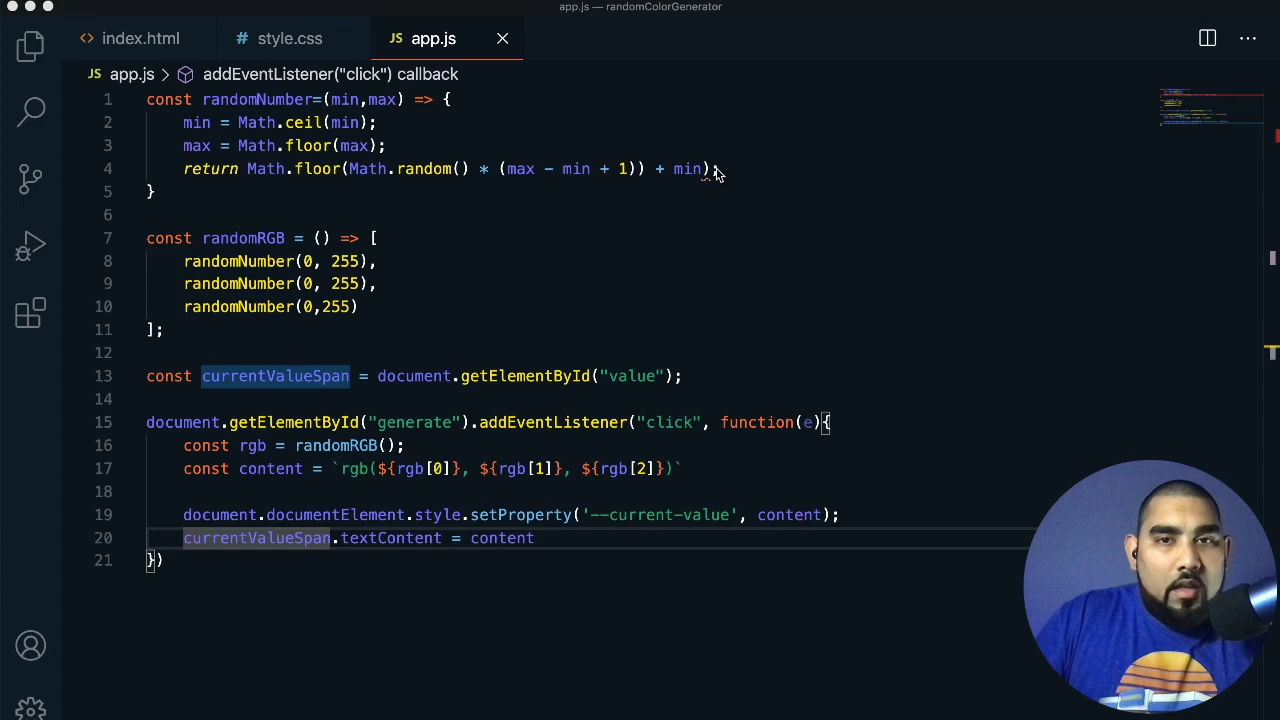 app.js — randomColorGenerator
<> index.html
# style.css
JS app.js
JS app.js > addEventListener("click") callback
1 const randomNumber=(min,max) => {
2 min = Math.ceil(min);
3 max = Math.floor(max);
4 return Math.floor(Math.random() * (max - min + 1)) + min);
5 }
6
7 const randomRGB = () => [
8 randomNumber(0, 255),
9 randomNumber(0, 255),
10 randomNumber(0,255)
11 ];
12
13 const currentValueSpan = document.getElementById("value");
14
15 document.getElementById("generate").addEventListener("click", function(e){
16 const rgb = randomRGB();
17 const content = `rgb(${rgb[0]}, ${rgb[1]}, ${rgb[2]})`
18
19 document.documentElement.style.setProperty('--current-value', content);
20 currentValueSpan.textContent = content
21 })